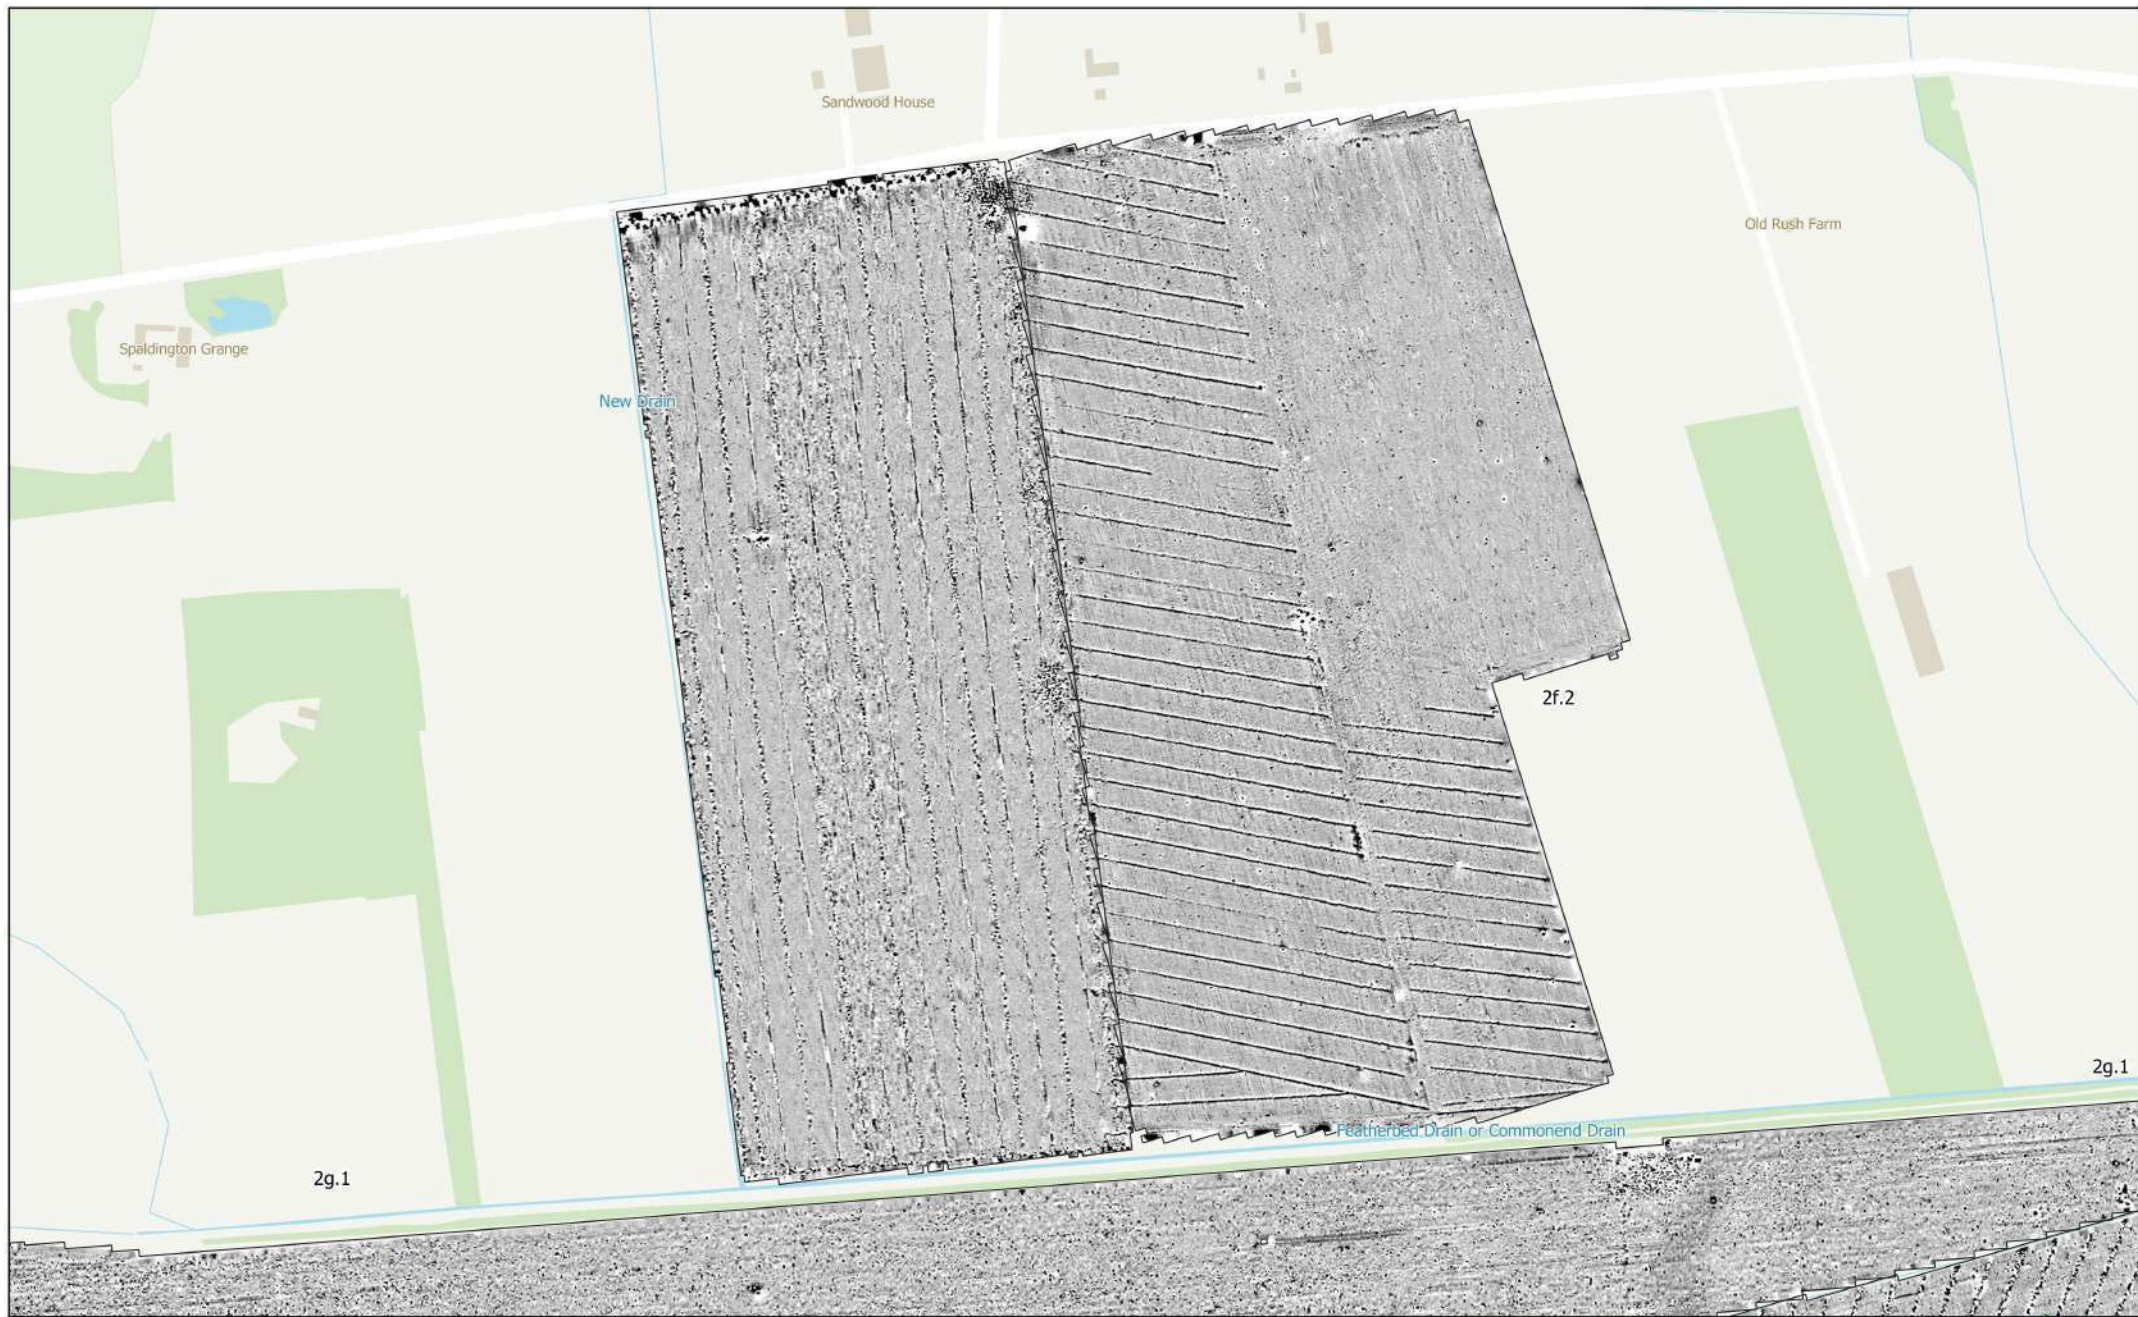 Sandwood House
Old Rush Farm
Spaldington Grange
New Drain
2f.2
2g.1
Featherbed Drain or Commonend Drain
2g.1